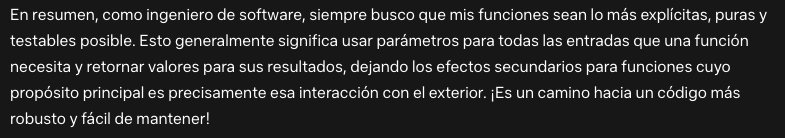 En resumen, como ingeniero de software, siempre busco que mis funciones sean lo más explícitas, puras y
testables posible. Esto generalmente significa usar parámetros para todas las entradas que una función
necesita y retornar valores para sus resultados, dejando los efectos secundarios para funciones cuyo
propósito principal es precisamente esa interacción con el exterior. ¡Es un camino hacia un código más
robusto y fácil de mantener!